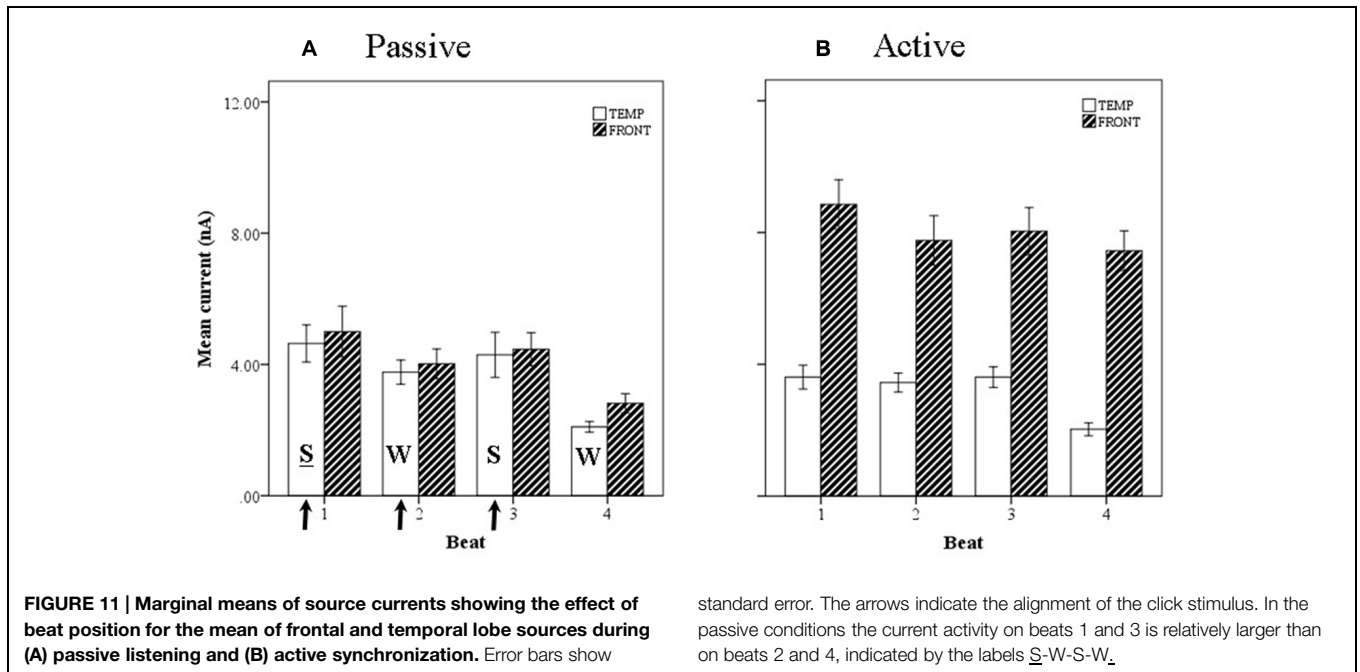 A Passive
12.00
8.00
4.00
.00
Mean current (nA)
TEMP
FRONT
S W S W
1 2 3 4
Beat
B Active
TEMP
FRONT
1 2 3 4
Beat
FIGURE 11 | Marginal means of source currents showing the effect of
beat position for the mean of frontal and temporal lobe sources during
(A) passive listening and (B) active synchronization. Error bars show
standard error. The arrows indicate the alignment of the click stimulus. In the
passive conditions the current activity on beats 1 and 3 is relatively larger than
on beats 2 and 4, indicated by the labels S-W-S-W.